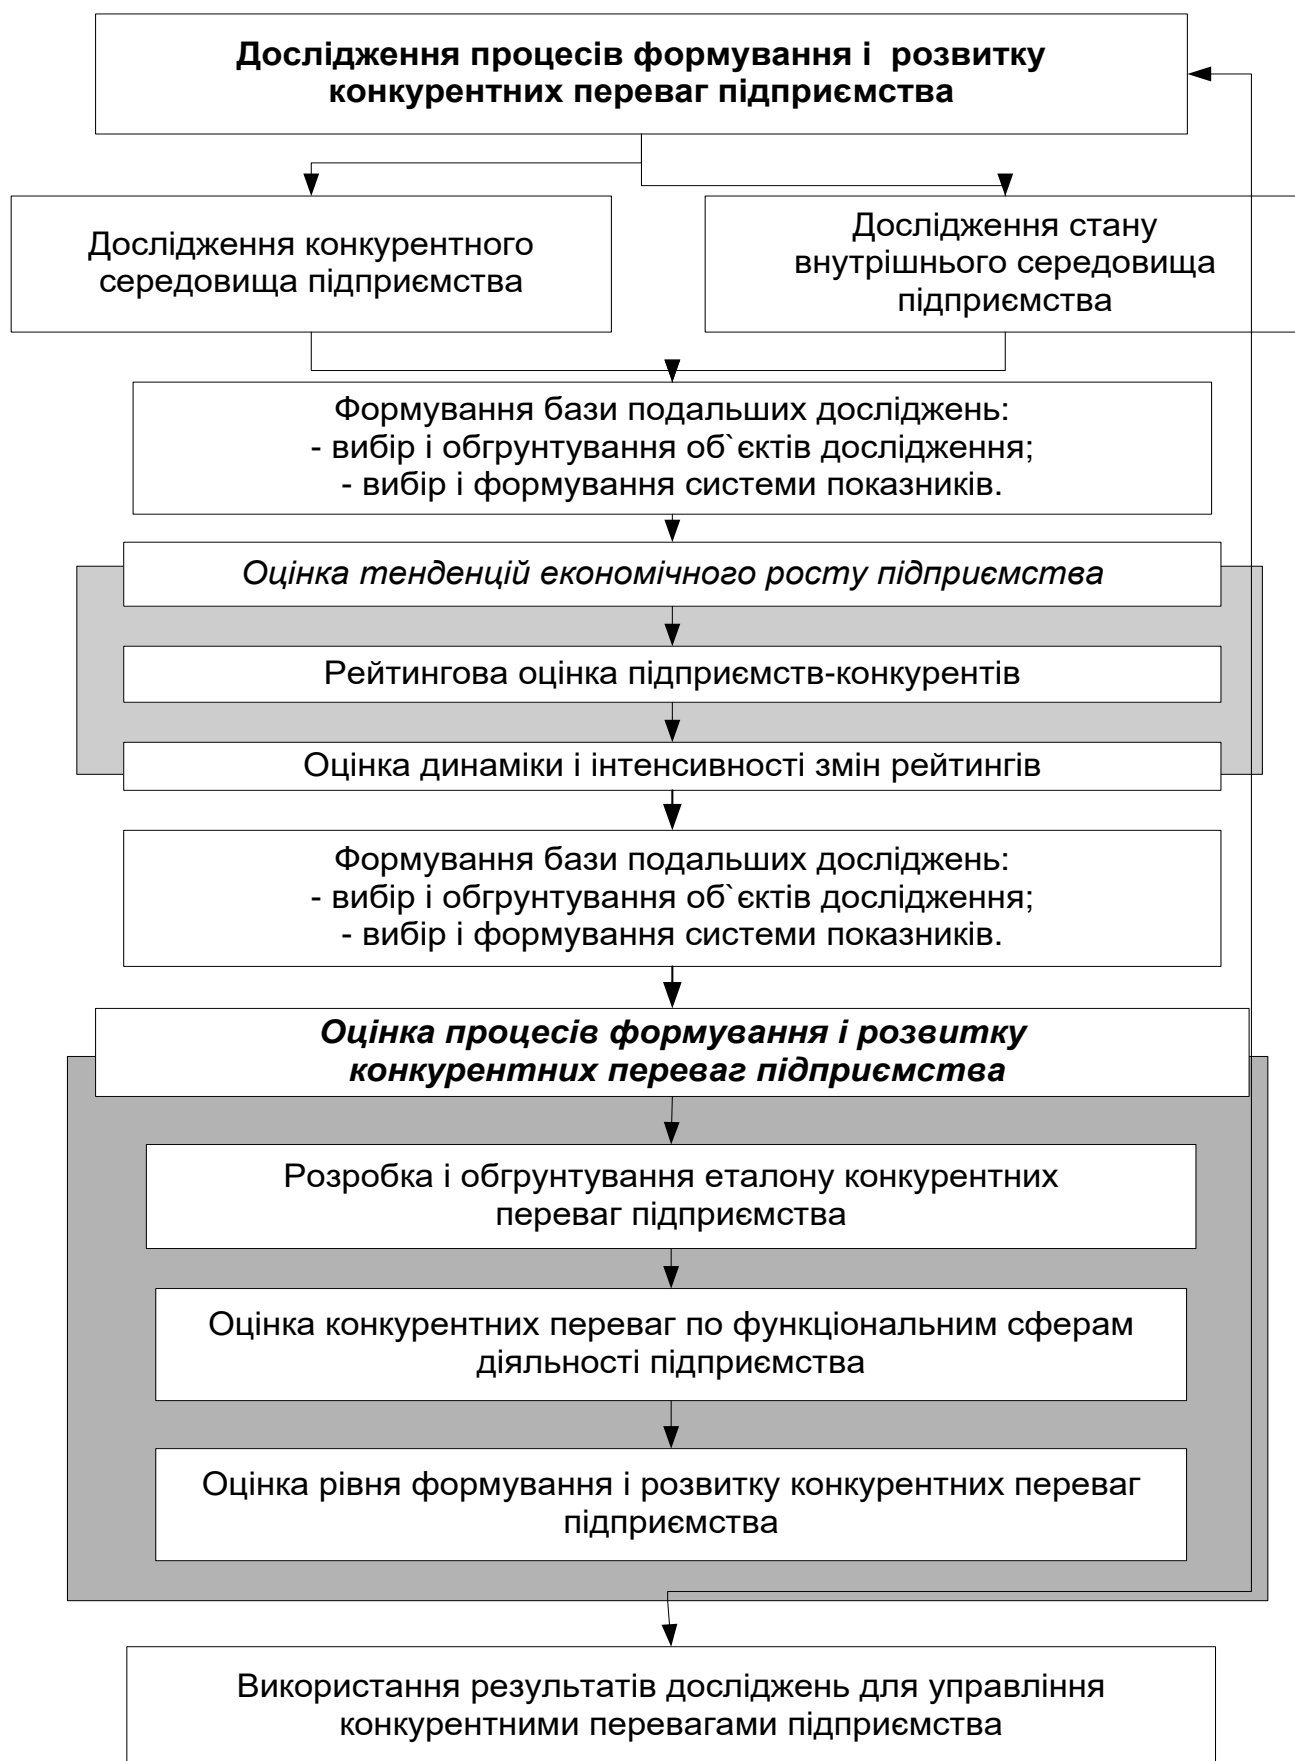 Дослідження процесів формування і розвитку
конкурентних переваг підприємства
Дослідження конкурентного
середовища підприємства
Дослідження стану
внутрішнього середовища
підприємства
Формування бази подальших досліджень:
- вибір і обгрунтування об`єктів дослідження;
- вибір і формування системи показників.
Оцінка тенденцій економічного росту підприємства
Рейтингова оцінка підприємств-конкурентів
Оцінка динаміки і інтенсивності змін рейтингів
Формування бази подальших досліджень:
- вибір і обгрунтування об`єктів дослідження;
- вибір і формування системи показників.
Оцінка процесів формування і розвитку
конкурентних переваг підприємства
Розробка і обгрунтування еталону конкурентних
переваг підприємства
Оцінка конкурентних переваг по функціональним сферам
діяльності підприємства
Оцінка рівня формування і розвитку конкурентних переваг
підприємства
Використання результатів досліджень для управління
конкурентними перевагами підприємства